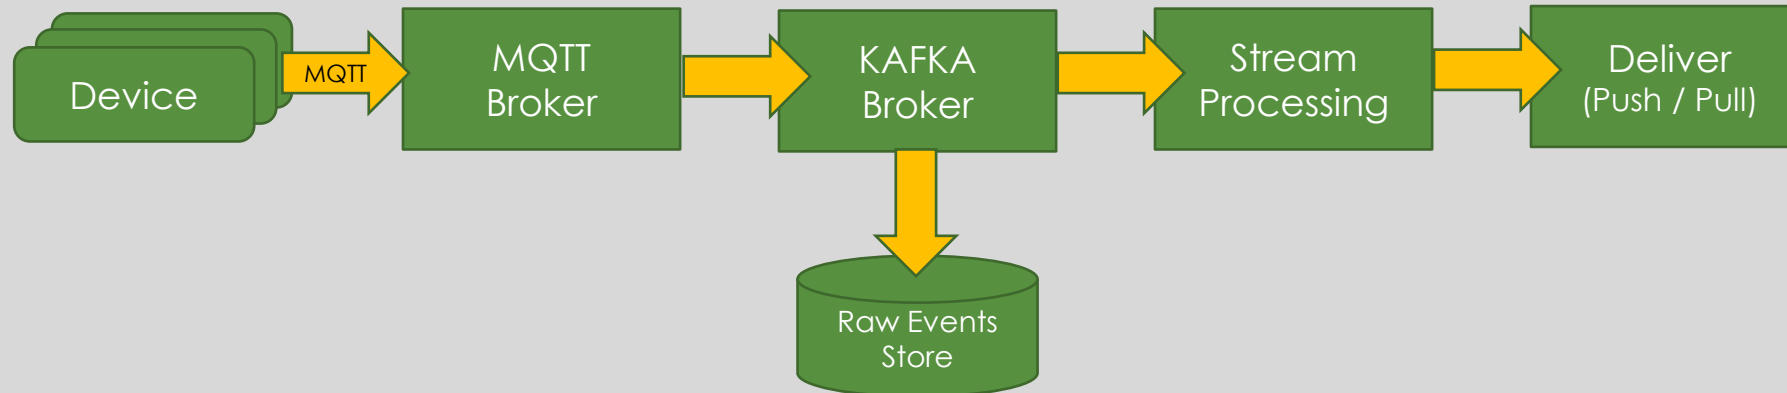 Device
MQTT
MQTT
Broker
KAFKA
Broker
Stream
Processing
Deliver
(Push / Pull)
Raw Events
Store